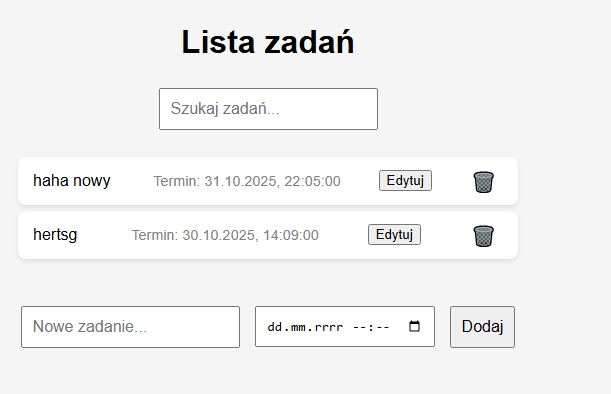 Lista zadań
Szukaj zadań...
haha nowy Termin: 31.10.2025, 22:05:00 Edytuj
hertsg Termin: 30.10.2025, 14:09:00 Edytuj
Nowe zadanie... dd.mm.rrrr --:-- Dodaj